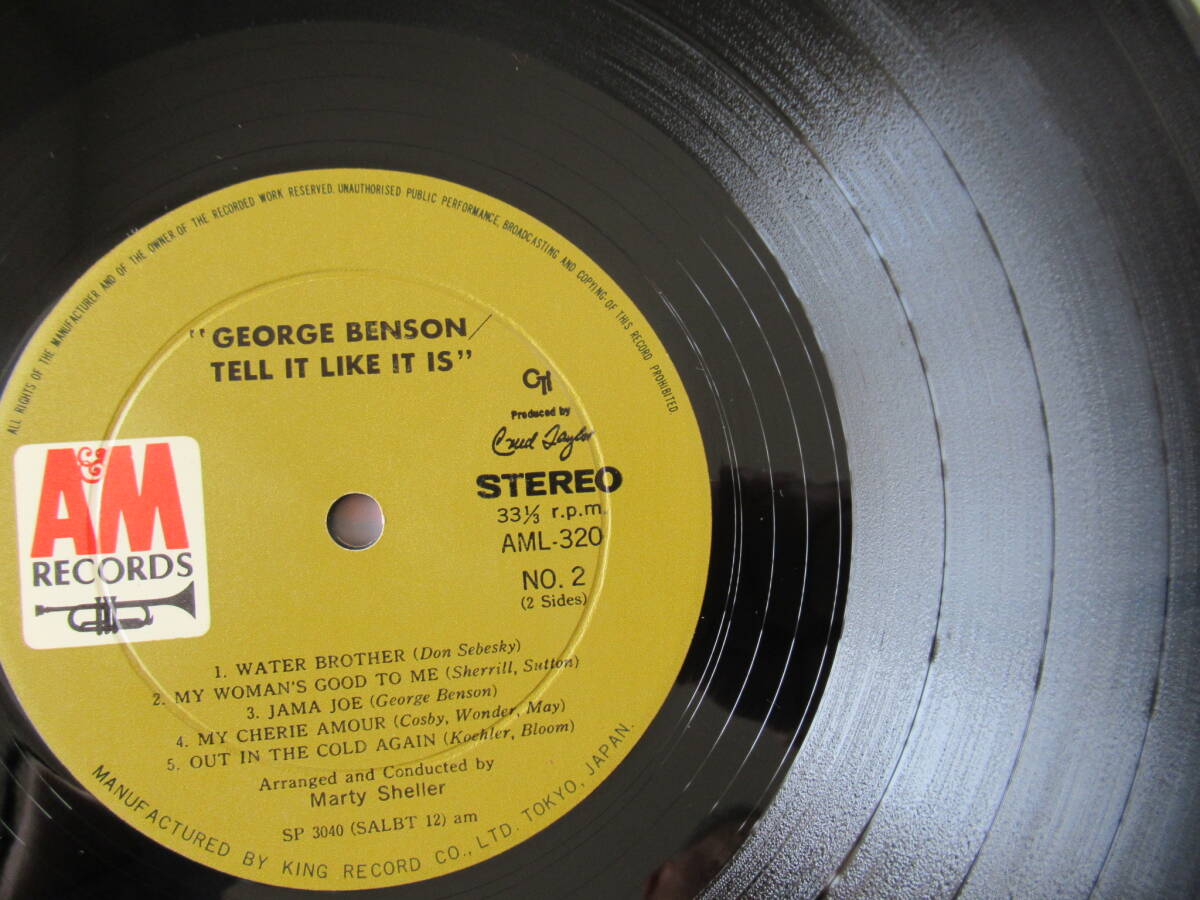 ALL RIGHTS OF THE MANUFACTURER AND OF THE OWNER OF THE RECORDED WORK RESERVED. UNAUTHORISED PUBLIC PERFORMANCE, BROADCASTING AND COPYING OF THIS RECORD PROHIBITED.
"GEORGE BENSON/
TELL IT LIKE IT IS"
CTI
Produced by
Creed Taylor
STEREO
33⅓ r.p.m.
AML-320
NO. 2
(2 Sides)
A&M
RECORDS
1. WATER BROTHER (Don Sebesky)
2. MY WOMAN'S GOOD TO ME (Sherrill, Sutton)
3. JAMA JOE (George Benson)
4. MY CHERIE AMOUR (Cosby, Wonder, May)
5. OUT IN THE COLD AGAIN (Koehler, Bloom)
Arranged and Conducted by
Marty Sheller
SP 3040 (SALBT 12) am
MANUFACTURED BY KING RECORD CO., LTD. TOKYO, JAPAN.